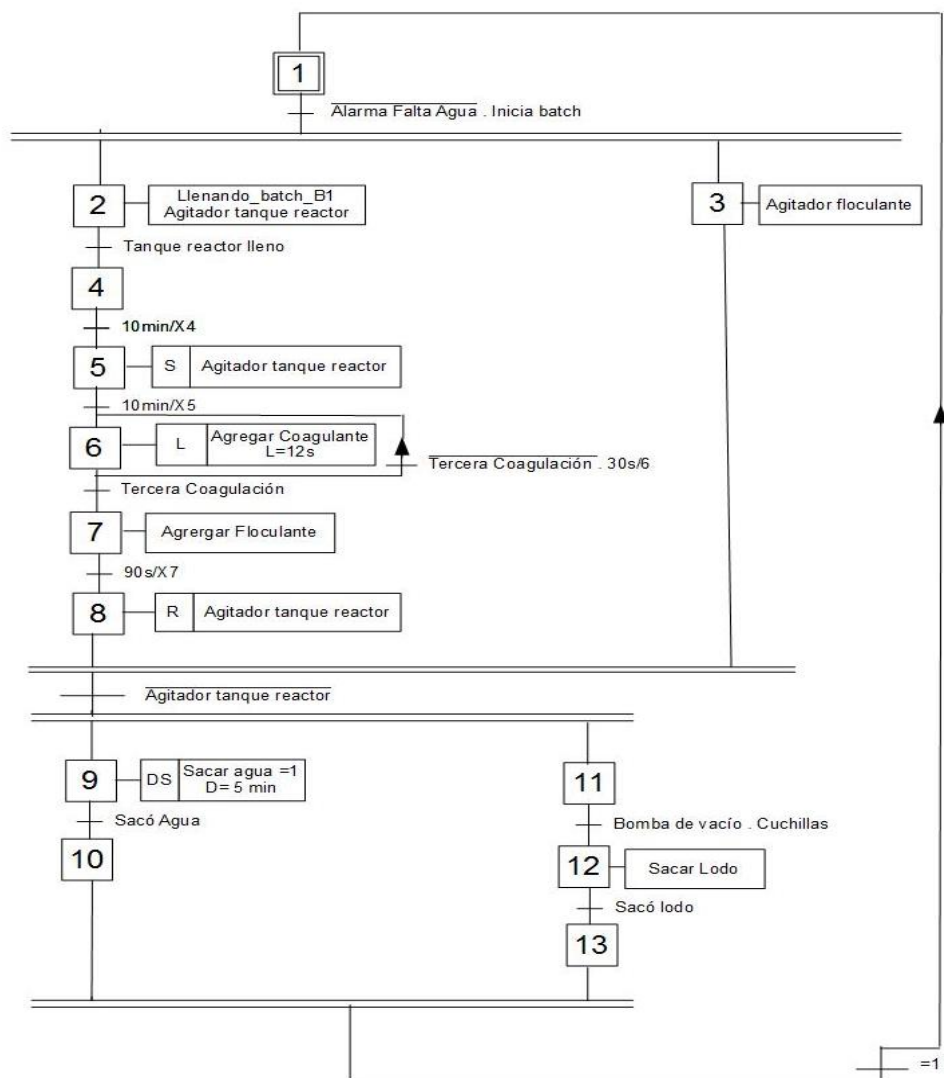 1
Alarma Falta Agua . Inicia batch
2
Llenando_batch_B1
Agitador tanque reactor
3
Agitador floculante
Tanque reactor lleno
4
10min/X4
5
S
Agitador tanque reactor
10min/X5
6
L
Agregar Coagulante
L=12s
Tercera Coagulación . 30s/6
Tercera Coagulación
7
Agrergar Floculante
90s/X7
8
R
Agitador tanque reactor
Agitador tanque reactor
9
DS
Sacar agua =1
D= 5 min
11
Sacó Agua
Bomba de vacío . Cuchillas
10
12
Sacar Lodo
Sacó lodo
13
=1